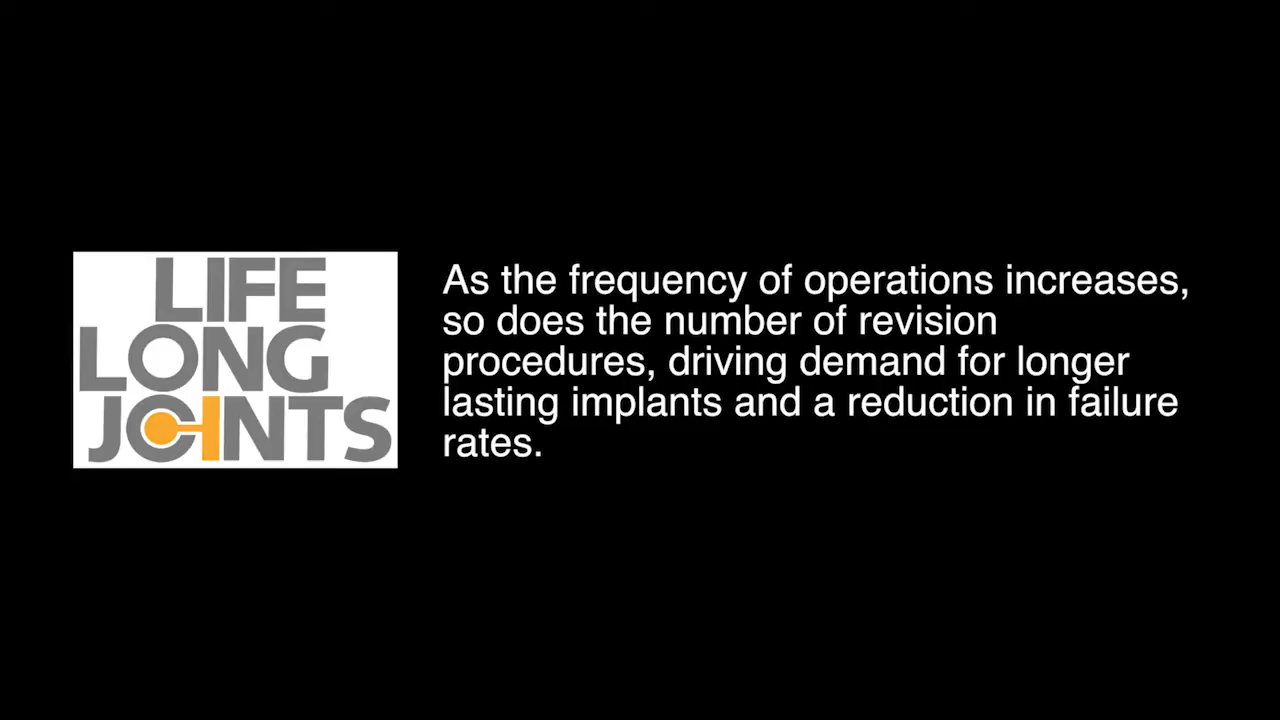 LIFE
LONG
JOINTS
As the frequency of operations increases,
so does the number of revision
procedures, driving demand for longer
lasting implants and a reduction in failure
rates.